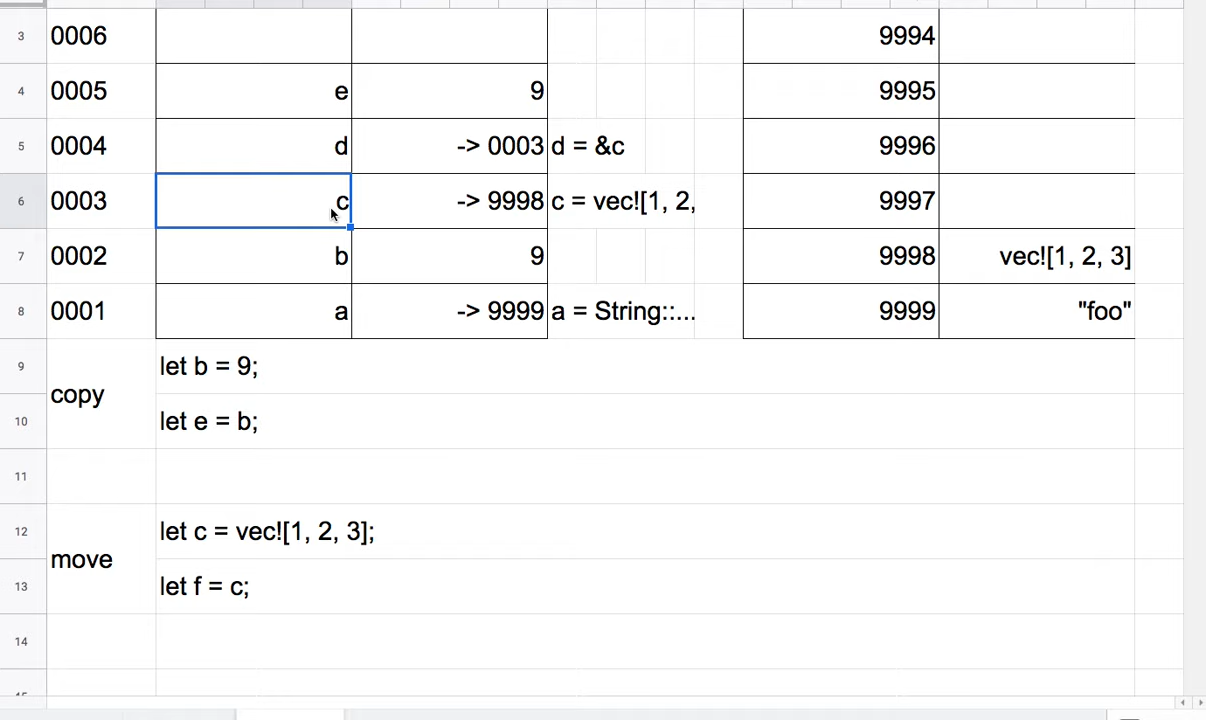 3 0006 9994
4 0005 e 9 9995
5 0004 d -> 0003 d = &c 9996
6 0003 c -> 9998 c = vec![1, 2, 9997
7 0002 b 9 9998 vec![1, 2, 3]
8 0001 a -> 9999 a = String::... 9999 "foo"
9 let b = 9;
copy
10 let e = b;
11
12 let c = vec![1, 2, 3];
move
13 let f = c;
14
15